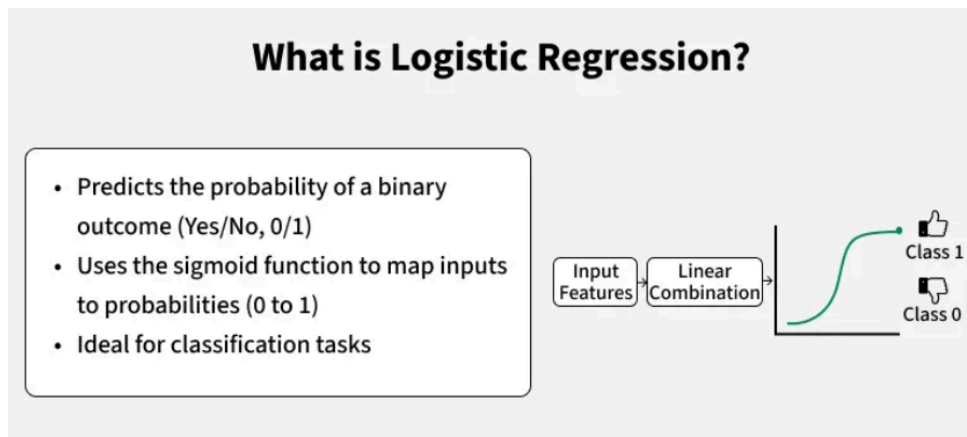 What is Logistic Regression?
• Predicts the probability of a binary
outcome (Yes/No, 0/1)
• Uses the sigmoid function to map inputs
to probabilities (0 to 1)
• Ideal for classification tasks
Input
Features
Linear
Combination
Class 1
Class 0